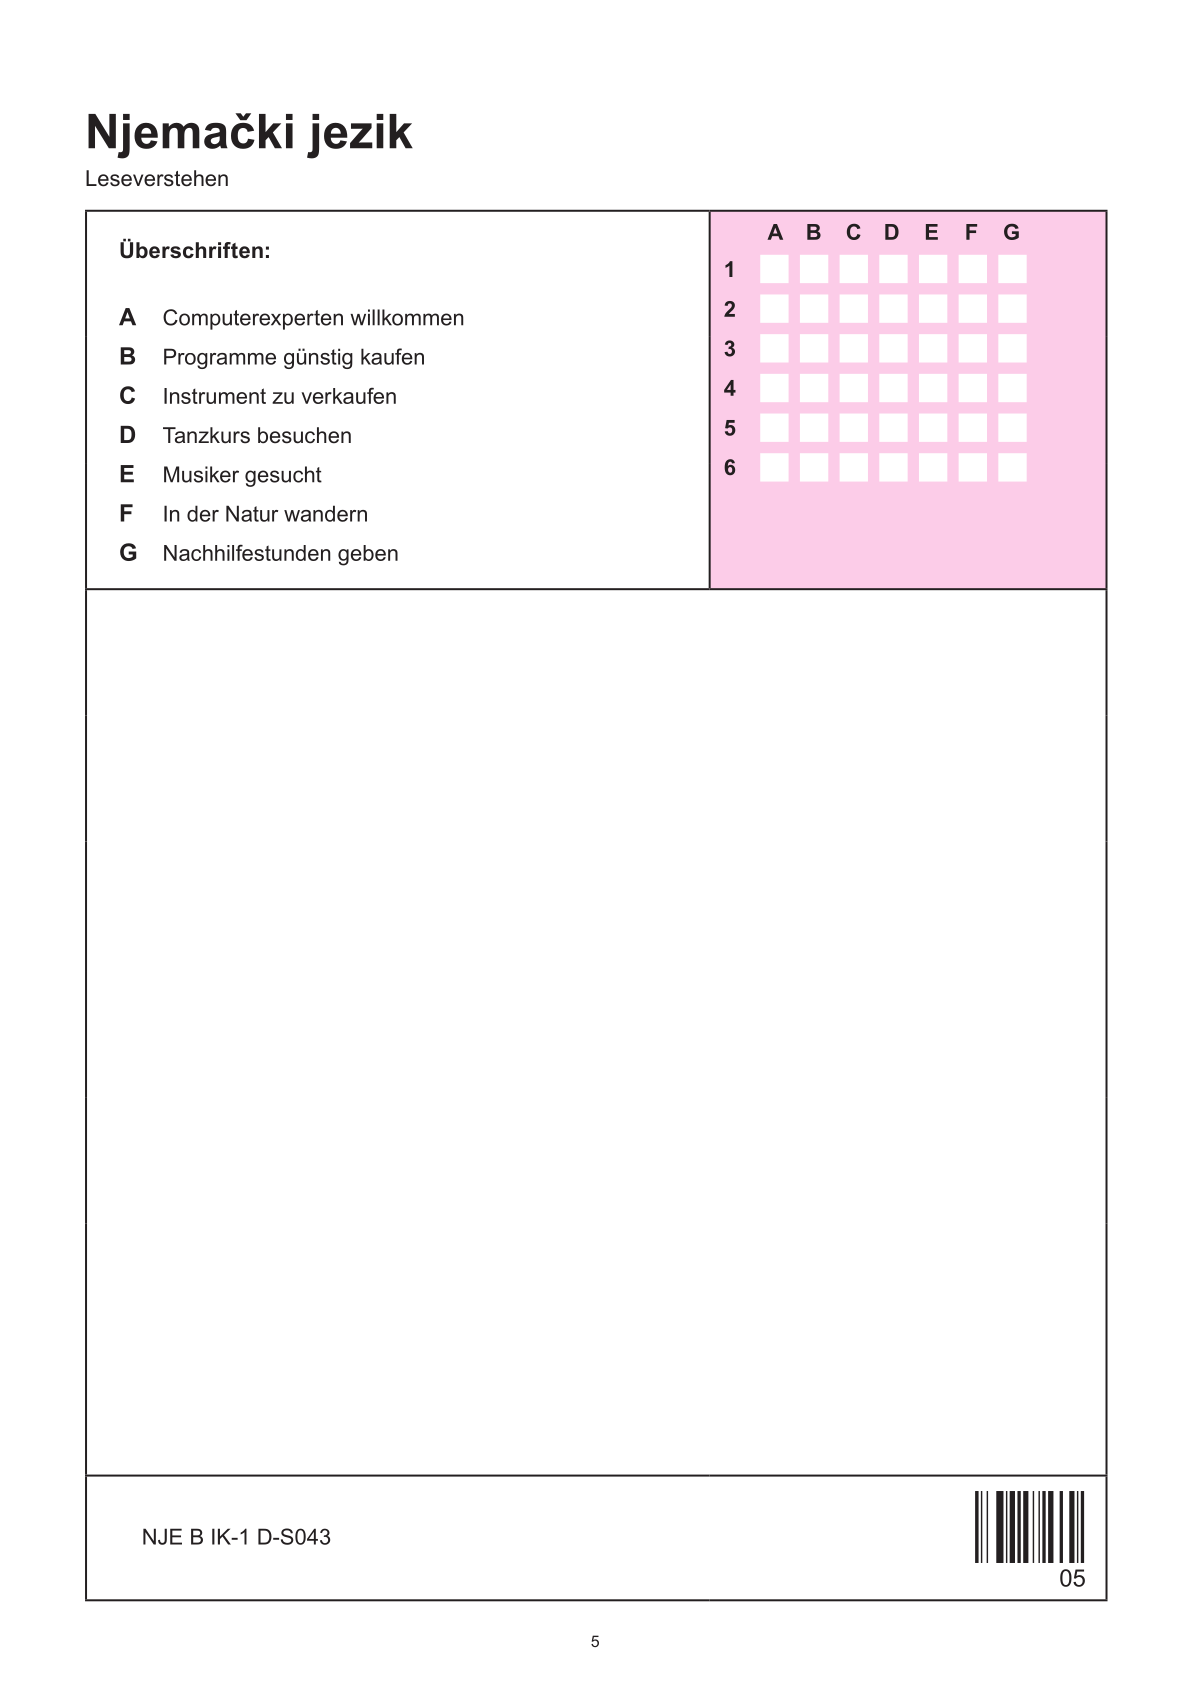 Njemački jezik
Leseverstehen
Überschriften:
A Computerexperten willkommen
B Programme günstig kaufen
C Instrument zu verkaufen
D Tanzkurs besuchen
E Musiker gesucht
F In der Natur wandern
G Nachhilfestunden geben
A B C D E F G
1
2
3
4
5
6
NJE B IK-1 D-S043
05
5